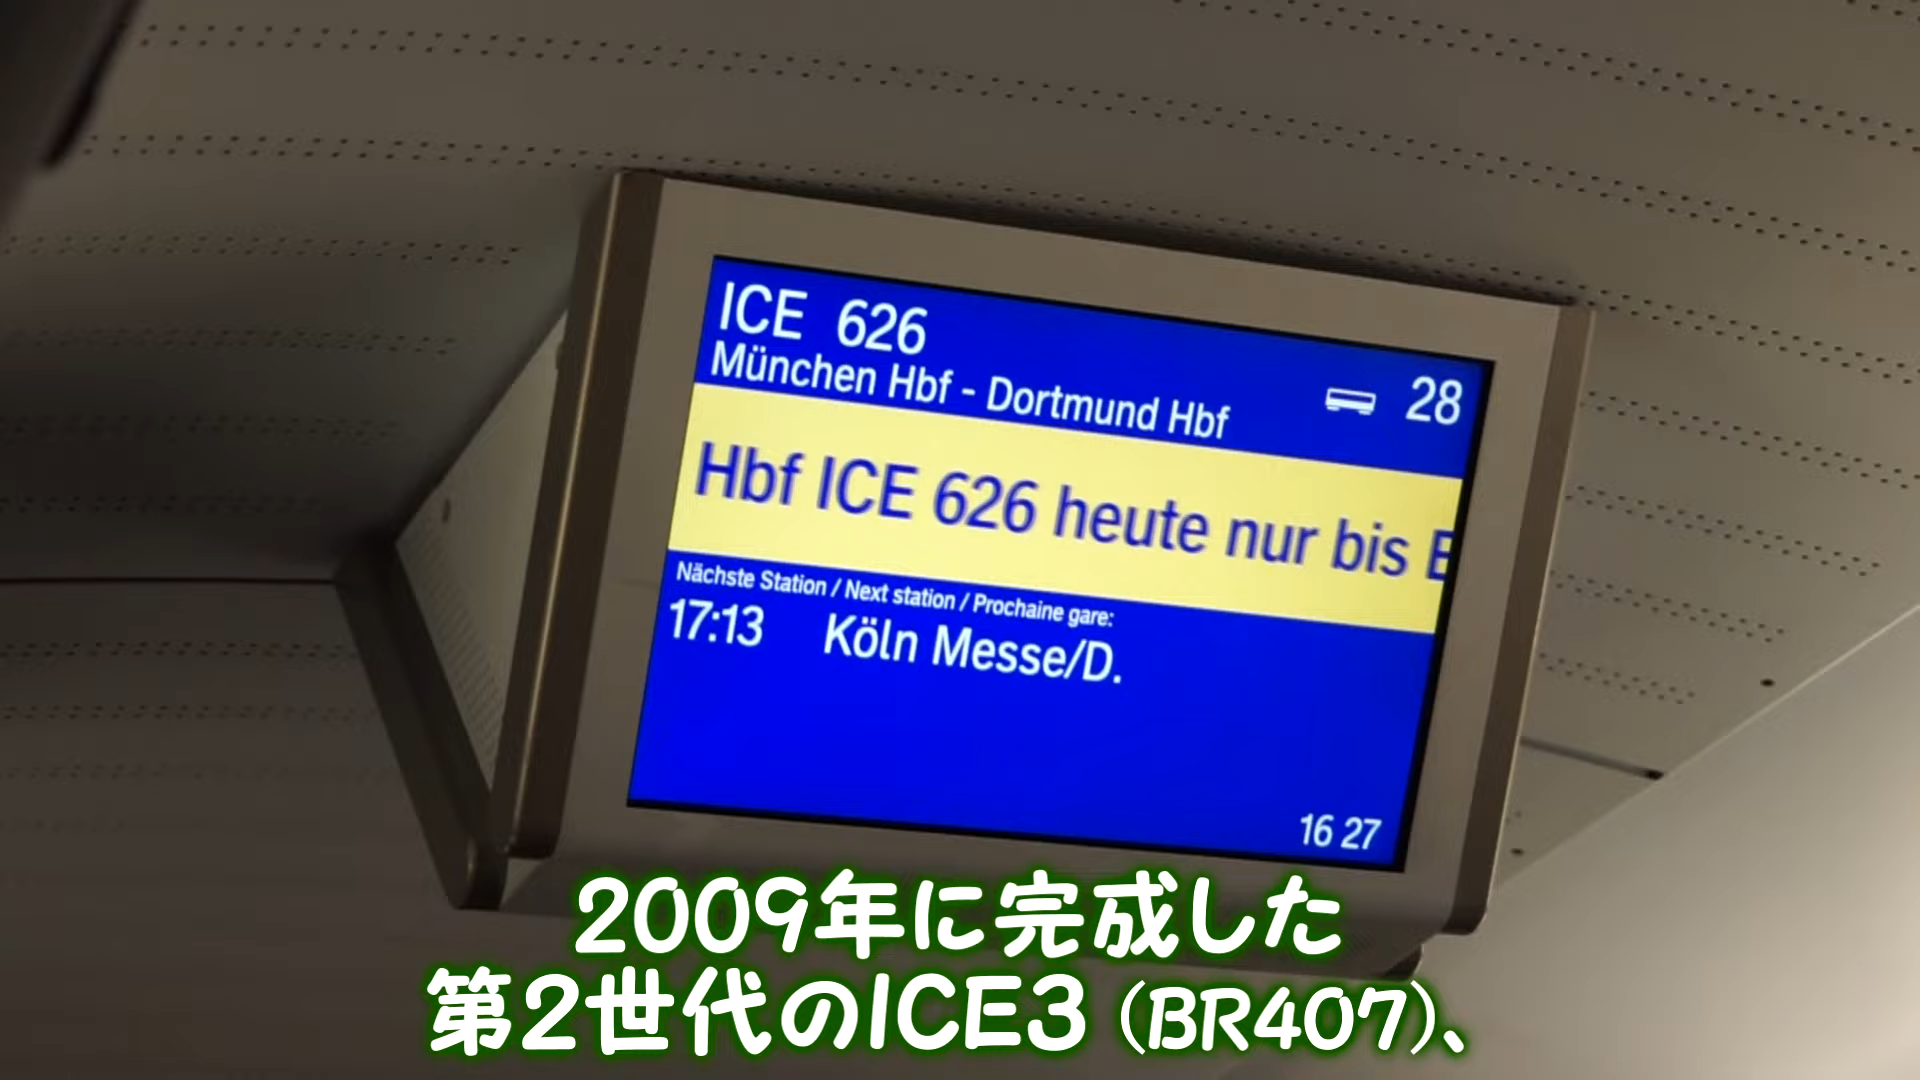 ICE 626
München Hbf - Dortmund Hbf
28
Hbf ICE 626 heute nur bis
Nächste Station / Next station / Prochaine gare:
17:13 Köln Messe/D.
16 27
2009年に完成した
第2世代のICE3（BR407）、